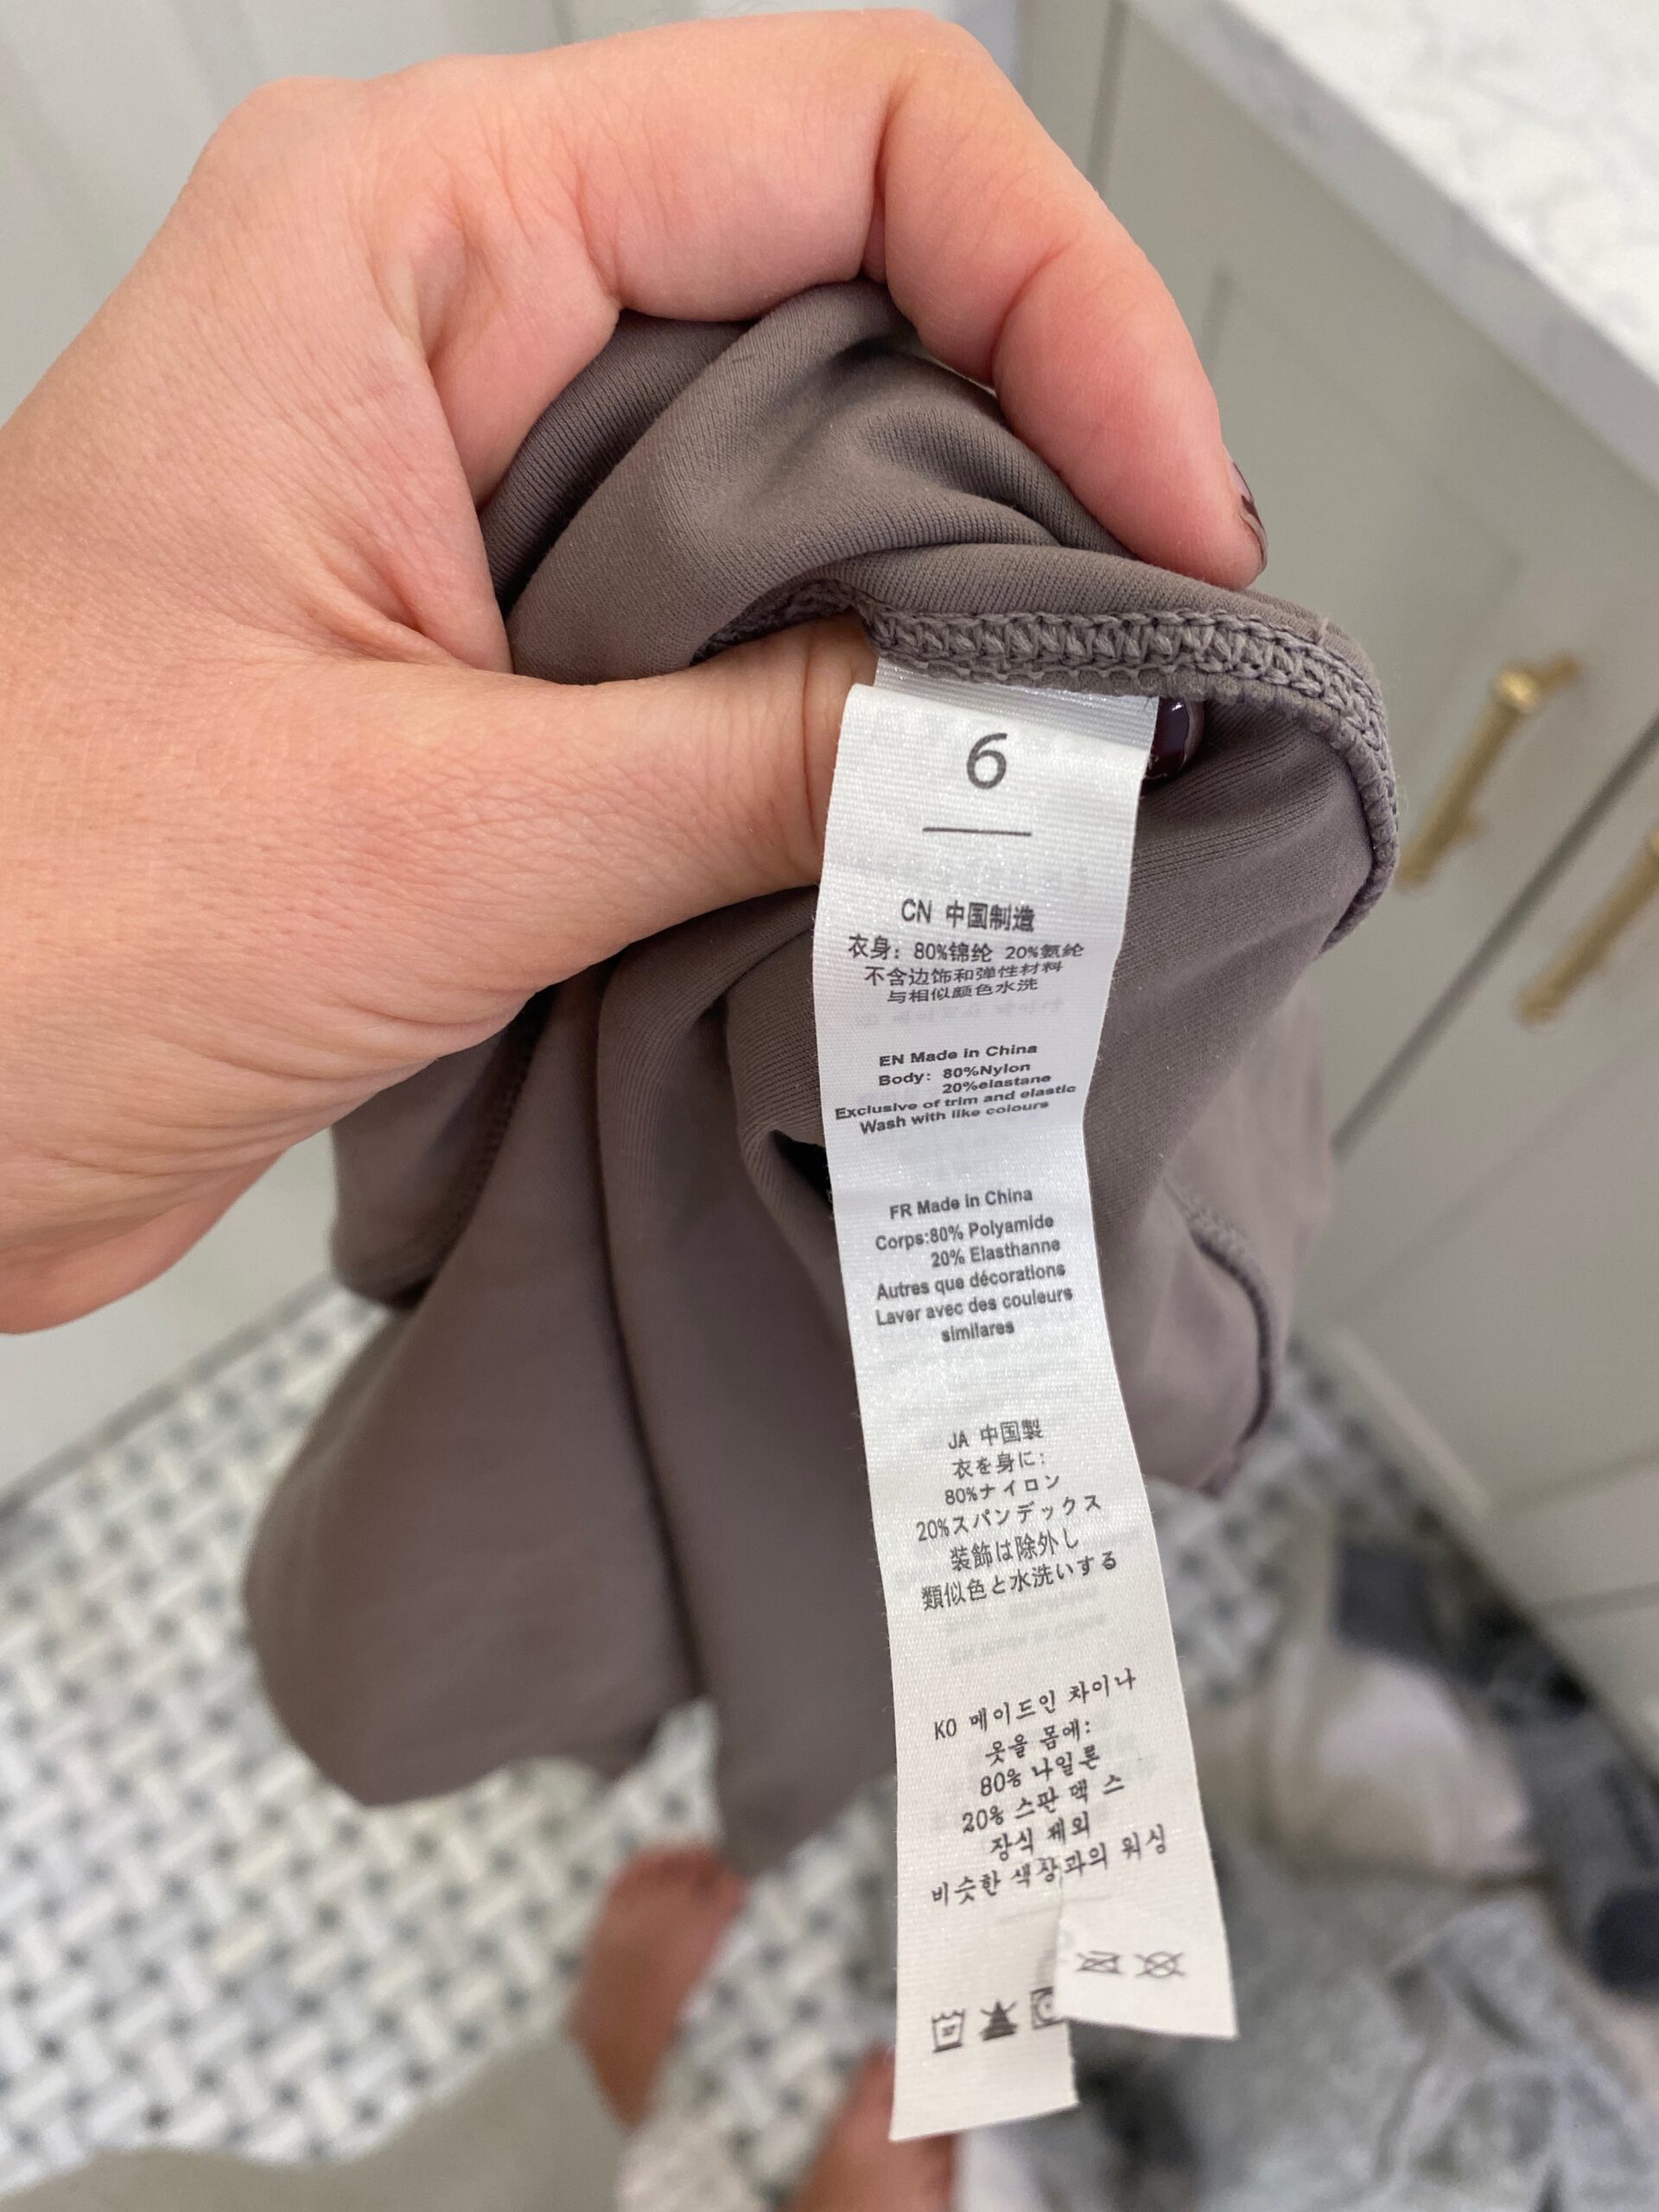 6
CN 中国制造
衣身: 80%锦纶 20%氨纶
不含边饰和弹性材料
与相似颜色水洗
EN Made in China
Body: 80%Nylon
20%elastane
Exclusive of trim and elastic
Wash with like colours
FR Made in China
Corps:80% Polyamide
20% Elasthanne
Autres que décorations
Laver avec des couleurs
similares
JA 中国製
衣を身に:
80%ナイロン
20%スパンデックス
装飾は除外し
類似色と水洗いする
KO 메이드인 차이나
옷을 몸에:
80% 나일론
20% 스판 덱 스
장식 제외
비슷한 색상과의 워싱